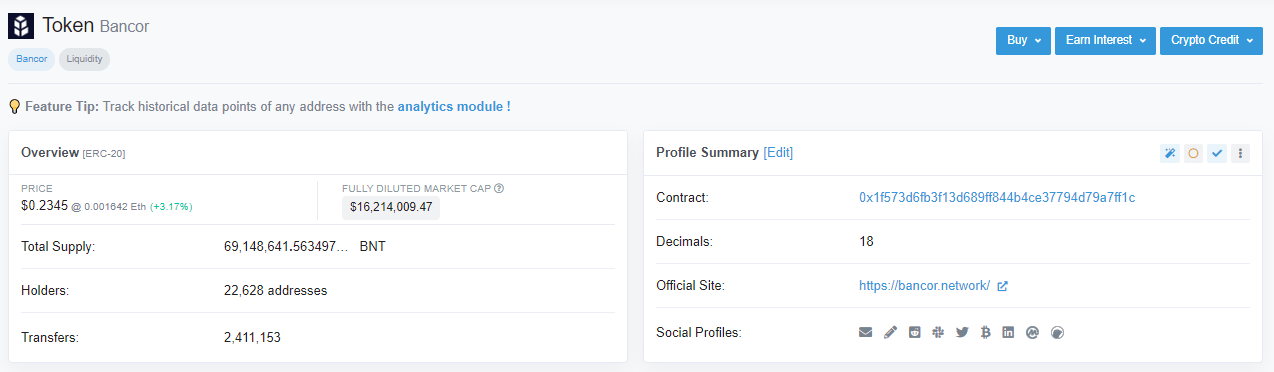 Token Bancor
Bancor Liquidity
Buy Earn Interest Crypto Credit
Feature Tip: Track historical data points of any address with the analytics module !
Overview [ERC-20]
PRICE
$0.2345 @ 0.001642 Eth (+3.17%)
FULLY DILUTED MARKET CAP
$16,214,009.47
Total Supply: 69,148,641.563497... BNT
Holders: 22,628 addresses
Transfers: 2,411,153
Profile Summary [Edit]
Contract: 0x1f573d6fb3f13d689ff844b4ce37794d79a7ff1c
Decimals: 18
Official Site: https://bancor.network/
Social Profiles: